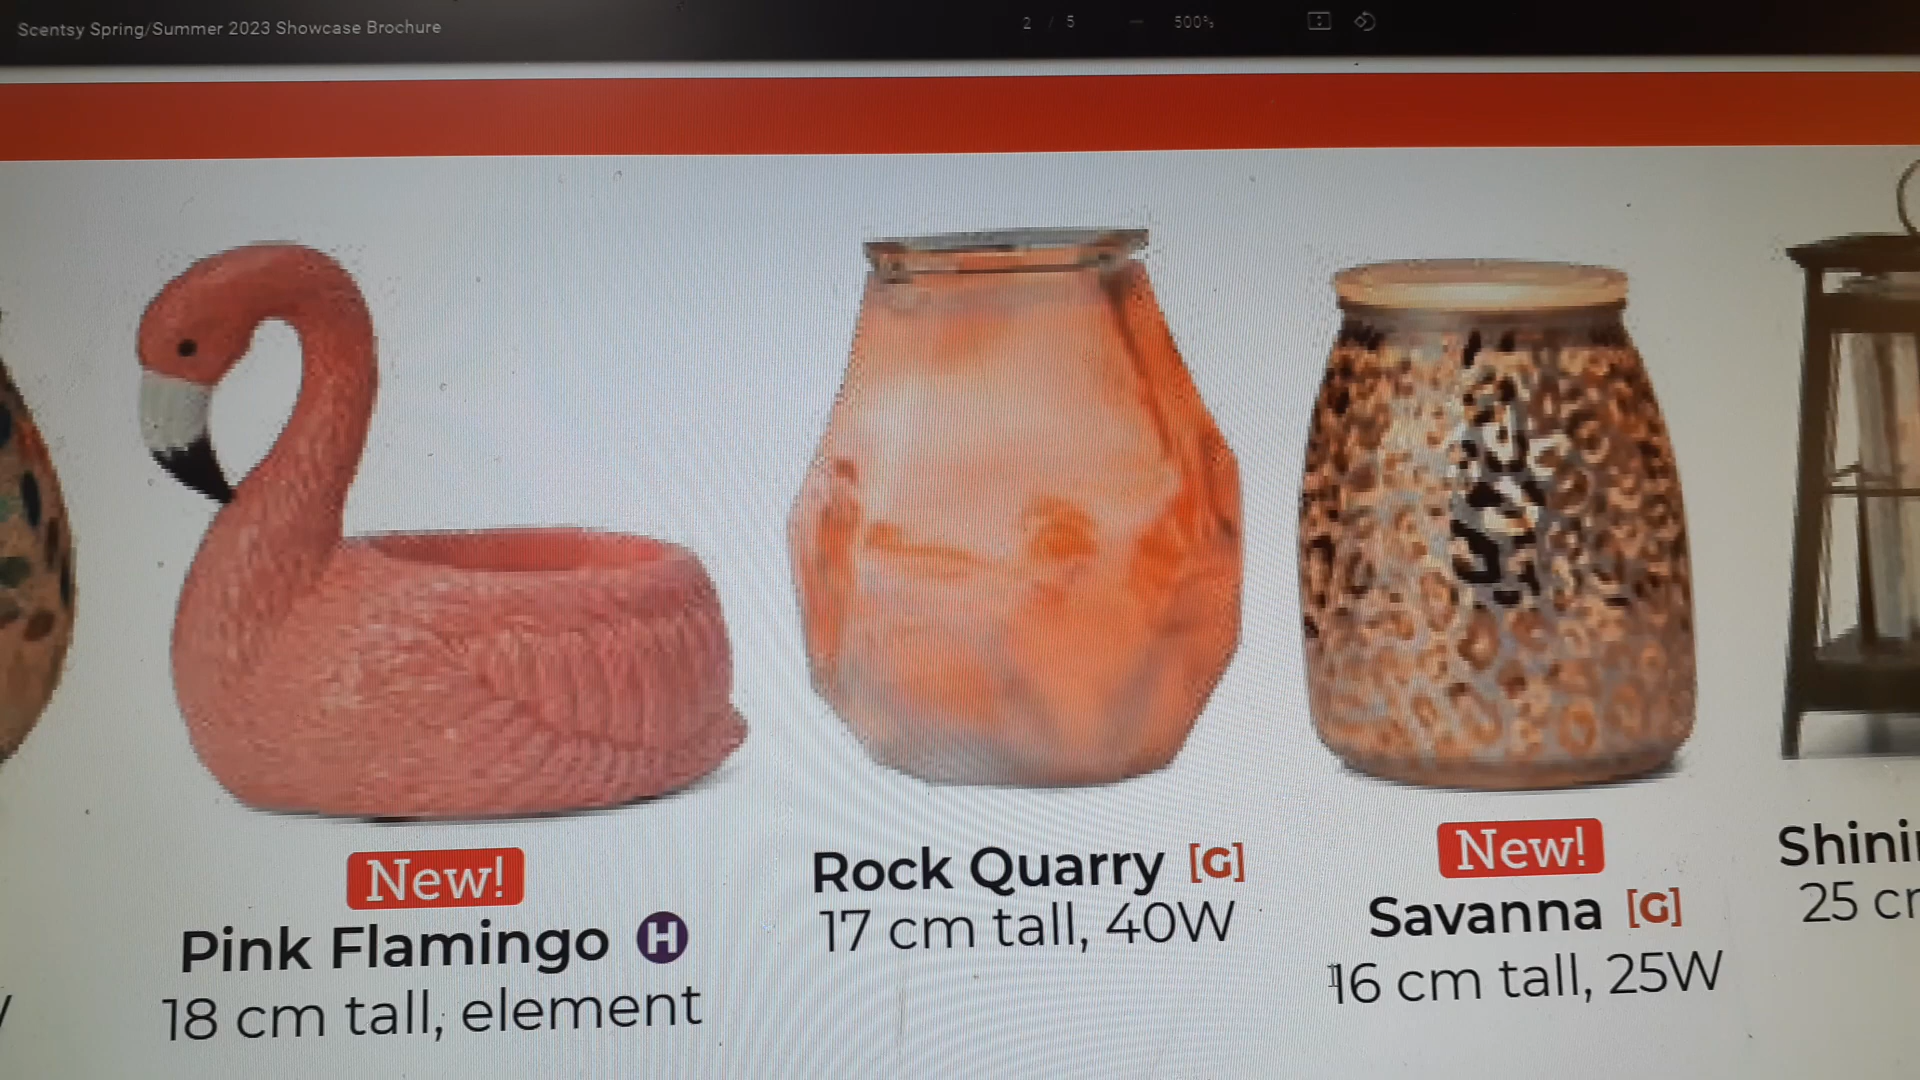 Scentsy Spring/Summer 2023 Showcase Brochure
2 / 5
500%
New!
Pink Flamingo H
18 cm tall, element
Rock Quarry [G]
17 cm tall, 40W
New!
Savanna [G]
16 cm tall, 25W
25